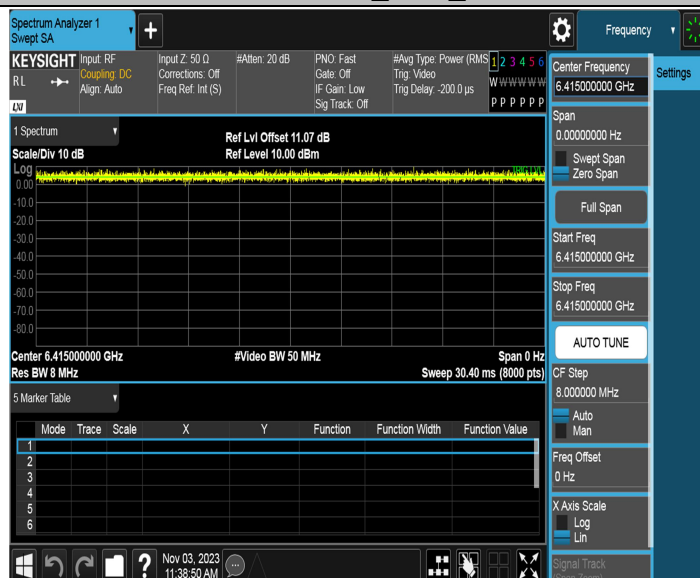 Spectrum Analyzer 1
Swept SA
Frequency
KEYSIGHT
RL
LXI
Input: RF
Coupling: DC
Align: Auto
Input Z: 50 Ω
Corrections: Off
Freq Ref: Int (S)
#Atten: 20 dB
PNO: Fast
Gate: Off
IF Gain: Low
Sig Track: Off
#Avg Type: Power (RMS
Trig: Video
Trig Delay: -200.0 µs
1 2 3 4 5 6
W W W W W W
P P P P P P
Settings
Center Frequency
6.415000000 GHz
Span
0.00000000 Hz
Swept Span
Zero Span
Full Span
Start Freq
6.415000000 GHz
Stop Freq
6.415000000 GHz
AUTO TUNE
CF Step
8.000000 MHz
Auto
Man
Freq Offset
0 Hz
X Axis Scale
Log
Lin
Signal Track
1 Spectrum
Scale/Div 10 dB
Ref Lvl Offset 11.07 dB
Ref Level 10.00 dBm
Log
0.00
-10.0
-20.0
-30.0
-40.0
-50.0
-60.0
-70.0
-80.0
Center 6.415000000 GHz
#Video BW 50 MHz
Span 0 Hz
Res BW 8 MHz
Sweep 30.40 ms (8000 pts)
5 Marker Table
Mode Trace Scale X Y Function Function Width Function Value
1
2
3
4
5
6
?
Nov 03, 2023
11:38:50 AM